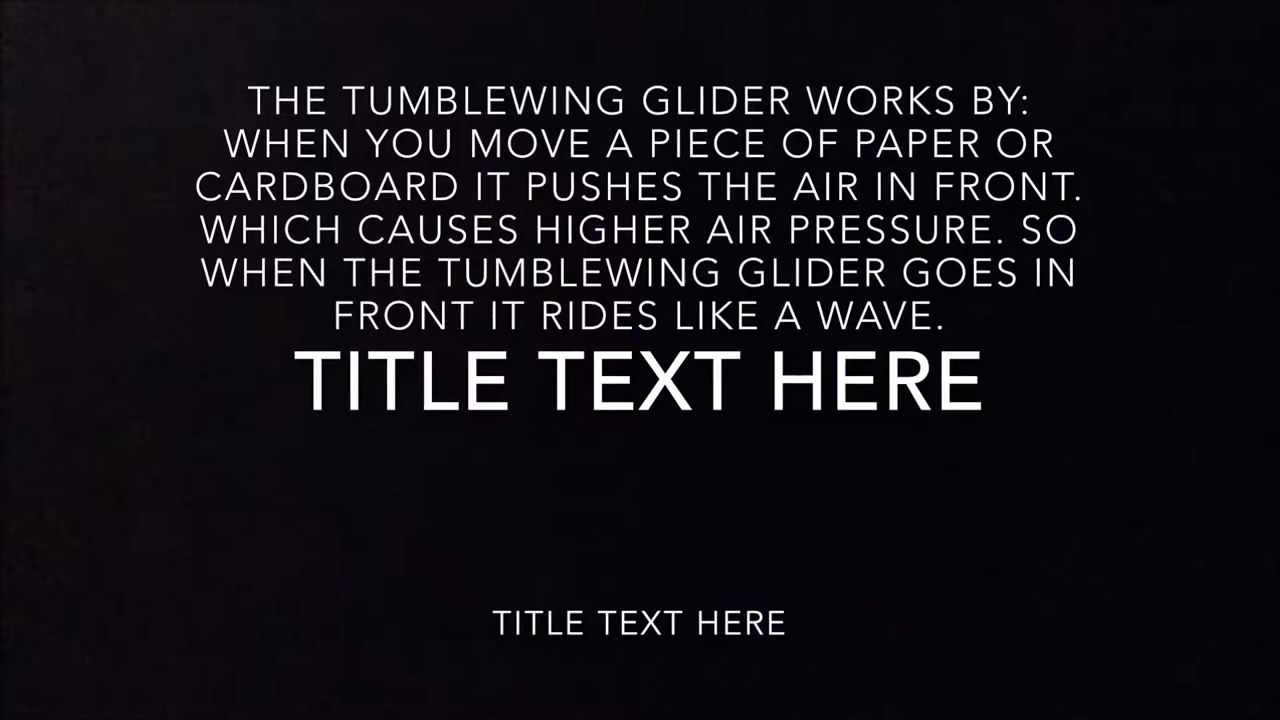 THE TUMBLEWING GLIDER WORKS BY:
WHEN YOU MOVE A PIECE OF PAPER OR
CARDBOARD IT PUSHES THE AIR IN FRONT.
WHICH CAUSES HIGHER AIR PRESSURE. SO
WHEN THE TUMBLEWING GLIDER GOES IN
FRONT IT RIDES LIKE A WAVE.
TITLE TEXT HERE
TITLE TEXT HERE